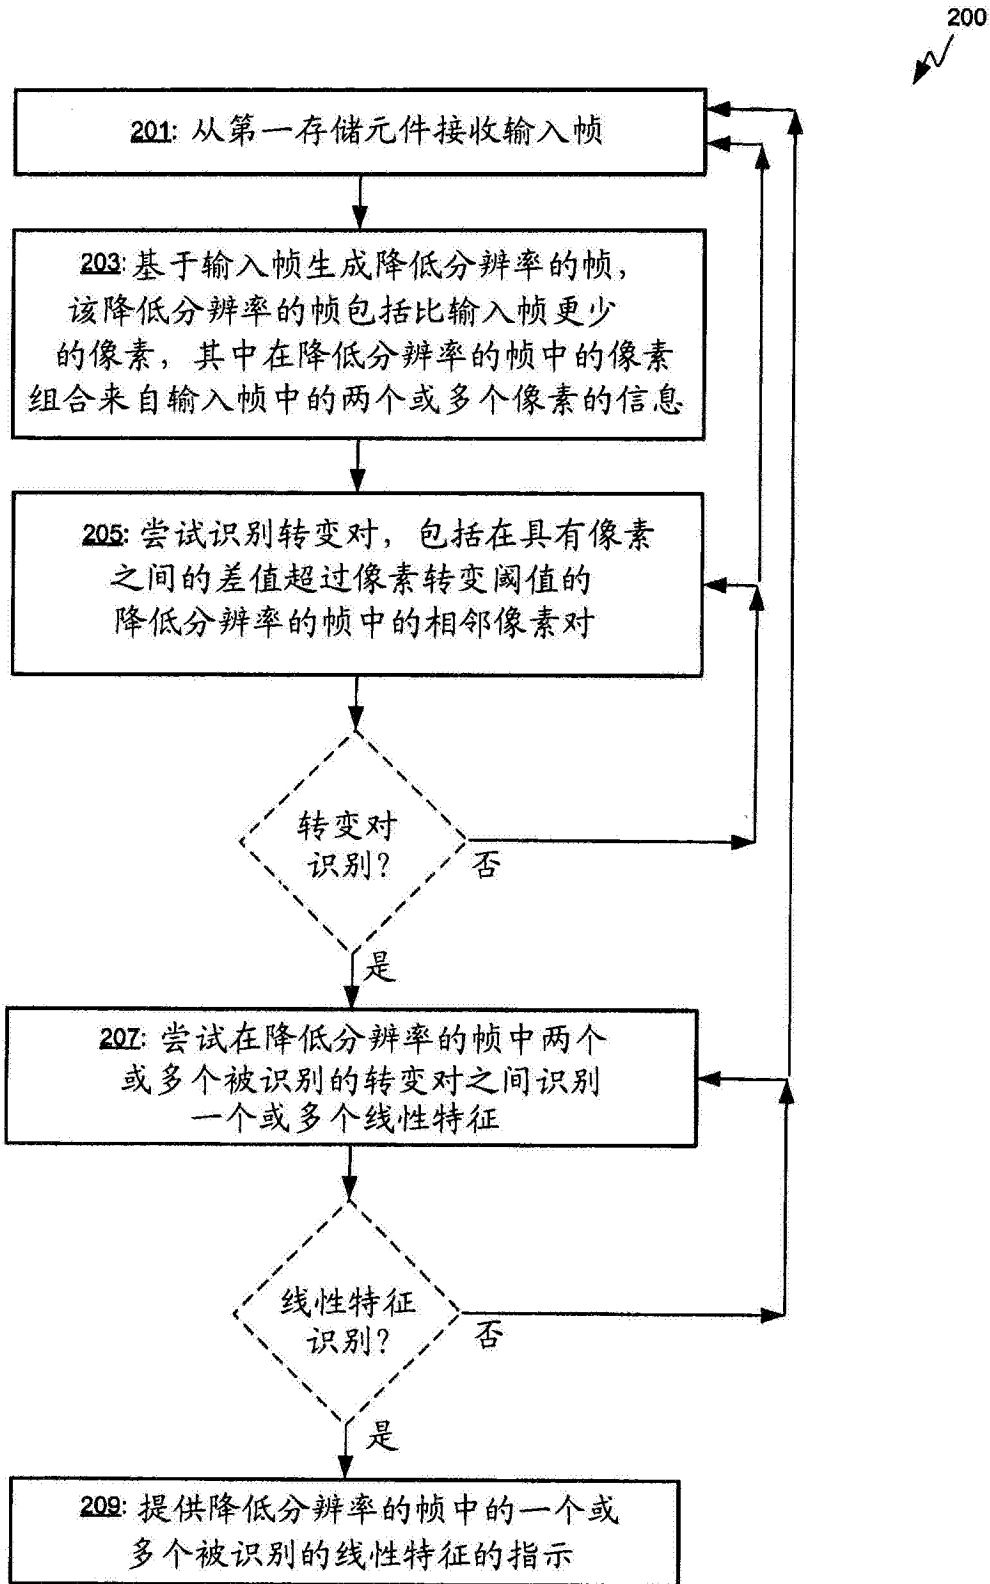 200
201: 从第一存储元件接收输入帧
203: 基于输入帧生成降低分辨率的帧，
该降低分辨率的帧包括比输入帧更少
的像素，其中在降低分辨率的帧中的像素
组合来自输入帧中的两个或多个像素的信息
205: 尝试识别转变对，包括在具有像素
之间的差值超过像素转变阈值的
降低分辨率的帧中的相邻像素对
转变对
识别？
否
是
207: 尝试在降低分辨率的帧中两个
或多个被识别的转变对之间识别
一个或多个线性特征
线性特征
识别？
否
是
209: 提供降低分辨率的帧中的一个或
多个被识别的线性特征的指示